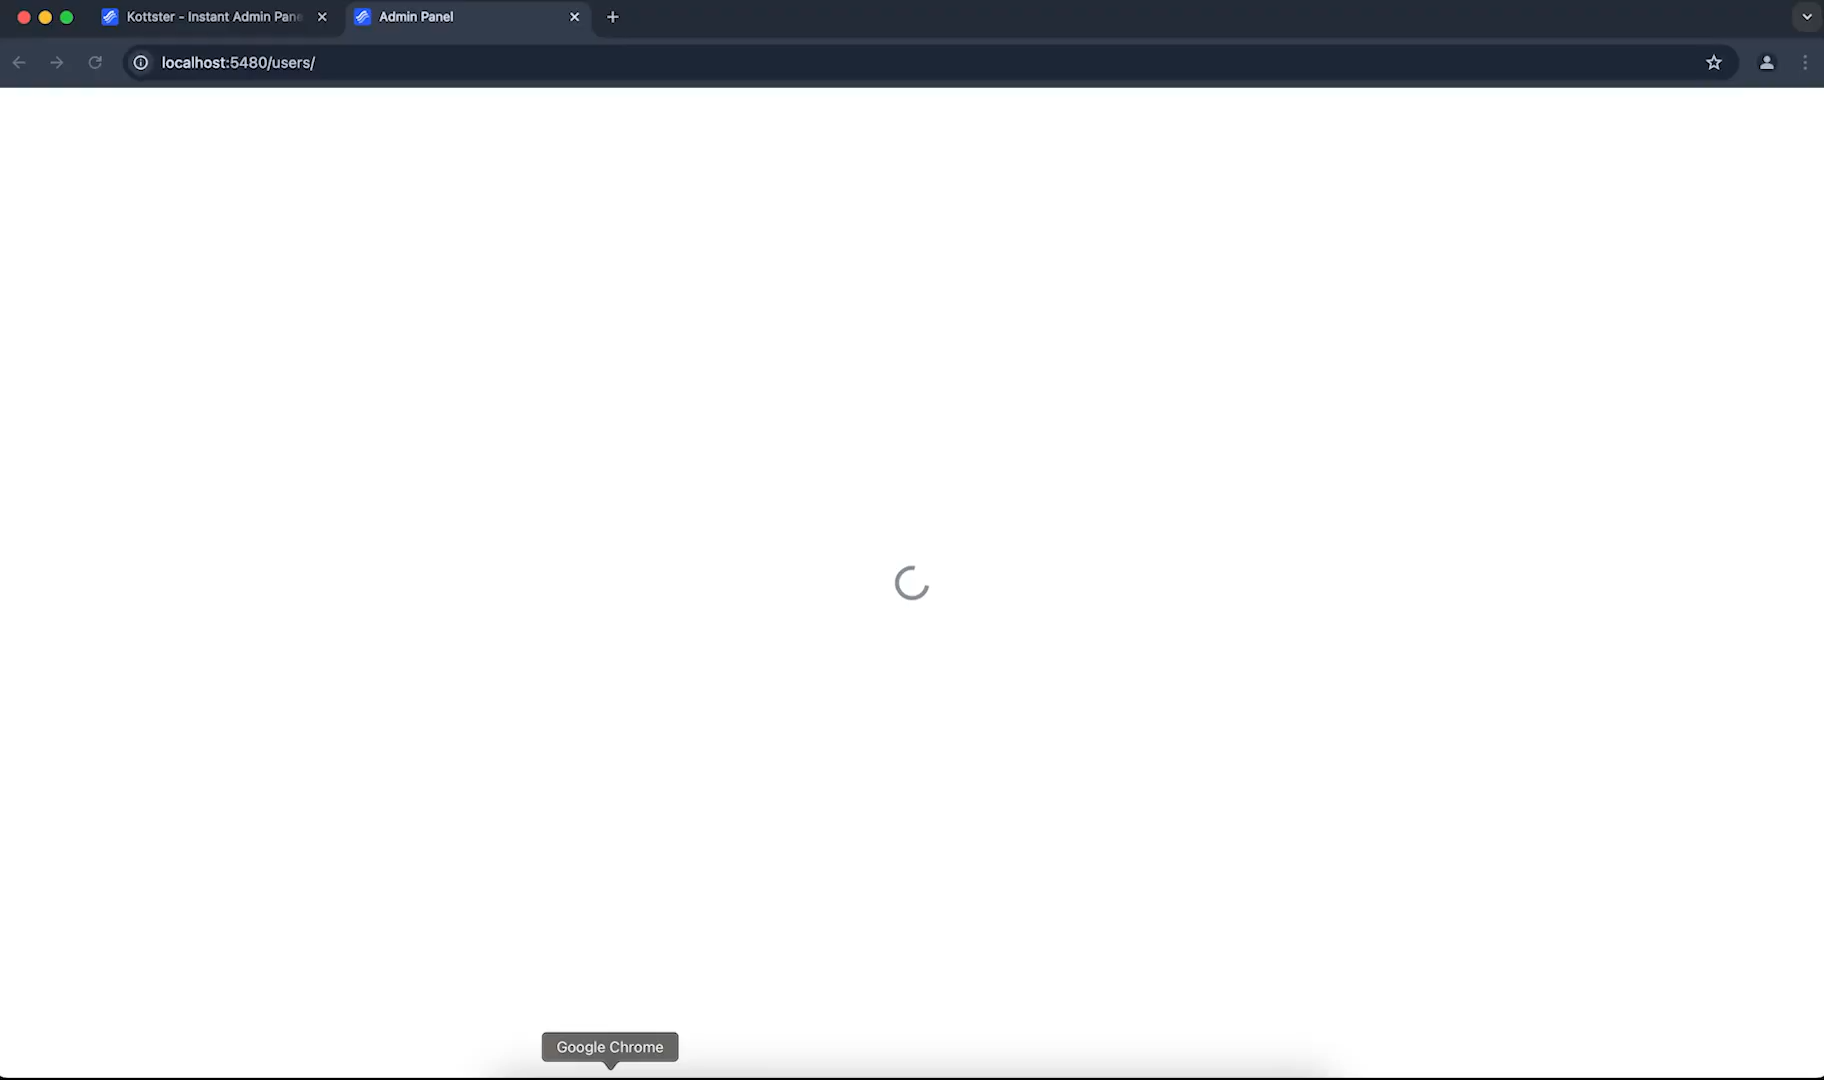 Kottster - Instant Admin Pane
Admin Panel
localhost:5480/users/
Google Chrome